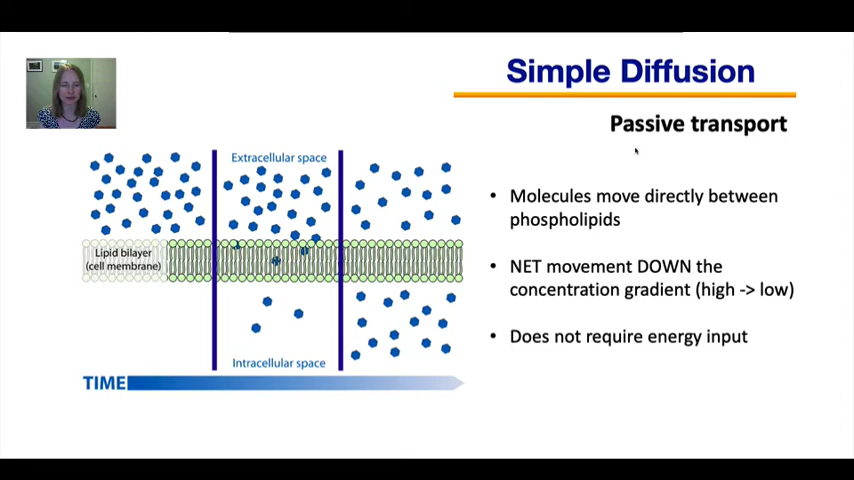 Simple Diffusion
Passive transport
Extracellular space
Lipid bilayer
(cell membrane)
Intracellular space
TIME
• Molecules move directly between
phospholipids
• NET movement DOWN the
concentration gradient (high -> low)
• Does not require energy input